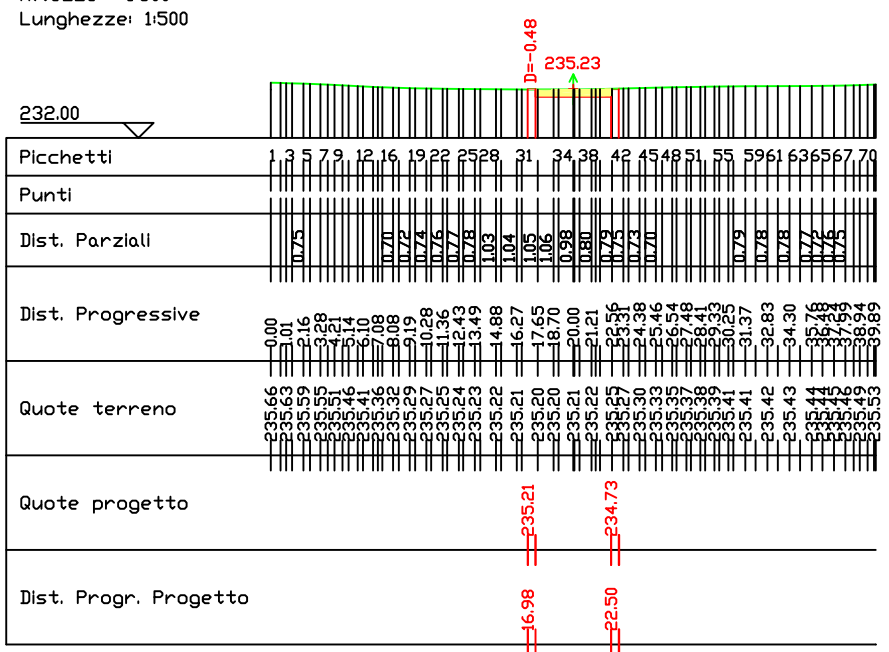 Lunghezze: 1:500
D=-0.48
235.23
232.00
Picchetti 1 3 5 7 9 12 16 19 22 25 28 31 34 38 42 45 48 51 55 59 61 63 65 67 70
Punti
Dist. Parziali 0.75 0.70 0.72 0.74 0.76 0.77 0.78 1.03 1.04 1.05 1.06 0.98 0.80 0.79 0.75 0.73 0.70 0.79 0.78 0.78 0.77 0.75
Dist. Progressive 0.00 1.01 2.16 3.28 4.21 5.14 6.10 7.08 8.08 9.19 10.28 11.36 12.43 13.49 14.88 16.27 17.65 18.70 20.00 21.21 22.56 23.31 24.38 25.46 26.54 27.48 28.41 29.33 30.25 31.37 32.83 34.30 35.76 36.48 37.24 37.99 38.94 39.89
Quote terreno 235.66 235.63 235.59 235.55 235.51 235.46 235.41 235.36 235.32 235.29 235.27 235.25 235.24 235.23 235.22 235.21 235.20 235.20 235.21 235.22 235.25 235.27 235.30 235.33 235.35 235.37 235.38 235.39 235.41 235.41 235.42 235.43 235.44 235.44 235.45 235.46 235.49 235.53
Quote progetto 235.21 234.73
Dist. Progr. Progetto 16.98 22.50